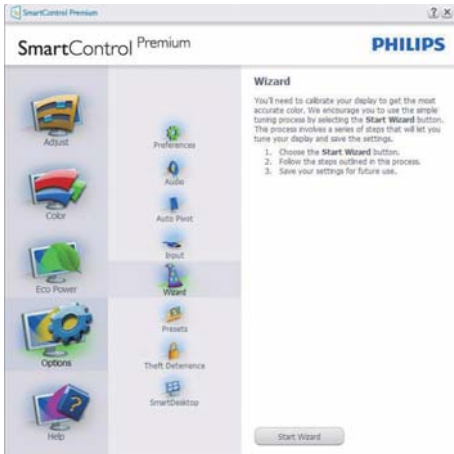 SmartControl Premium
SmartControl Premium
PHILIPS
Adjust
Color
Eco Power
Options
Help
Preferences
Audio
Auto Pivot
Input
Wizard
Presets
Theft Deterrence
SmartDesktop
Wizard
You'll need to calibrate your display to get the most
accurate color. We encourage you to use the simple
tuning process by selecting the Start Wizard button.
This process involves a series of steps that will let you
tune your display and save the settings.
1. Choose the Start Wizard button.
2. Follow the steps outlined in this process.
3. Save your settings for future use.
Start Wizard